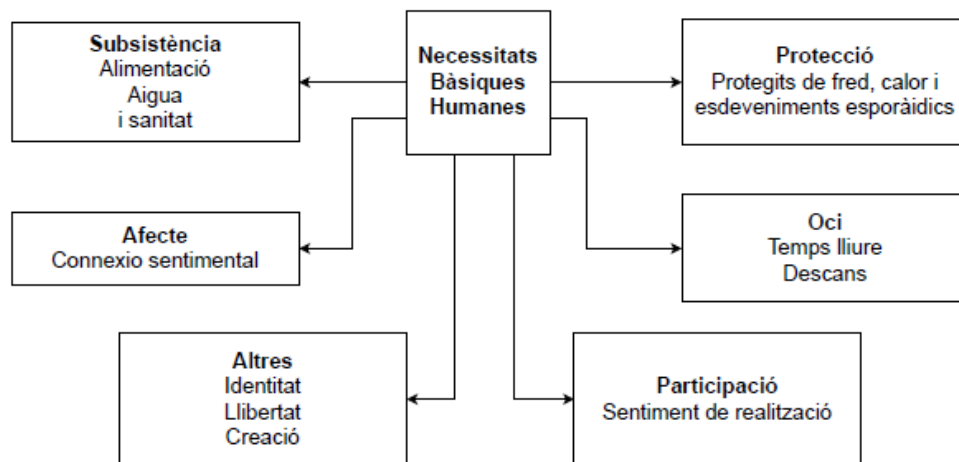 Subsistència
Alimentació
Aigua
i sanitat
Necessitats
Bàsiques
Humanes
Protecció
Protegits de fred, calor i
esdeveniments esporàidics
Afecte
Connexio sentimental
Oci
Temps lliure
Descans
Altres
Identitat
Llibertat
Creació
Participació
Sentiment de realització